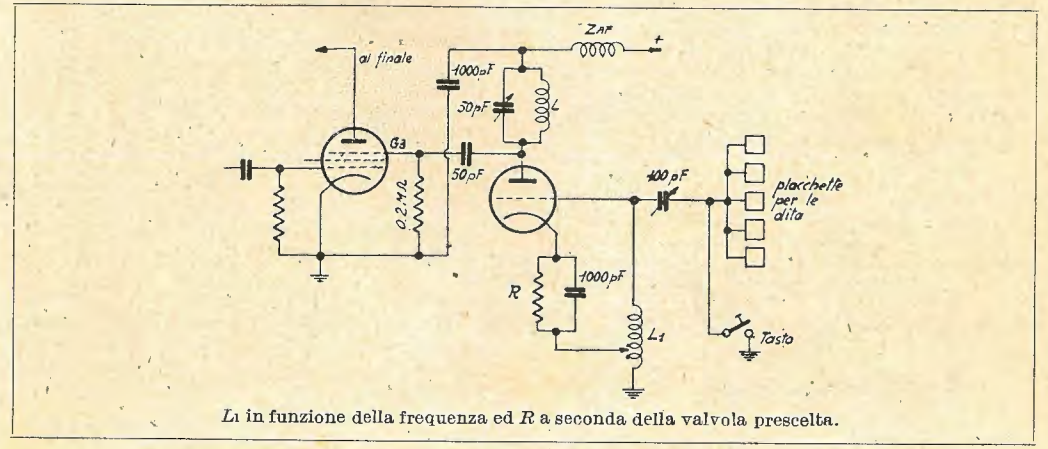 ZAF
+
al finale
1000pF
50pF
L
G3
50pF
0.2.MΩ
100pF
placchette
per le
dita
R
1000pF
L1
Tasto
L1 in funzione della frequenza ed R a seconda della valvola prescelta.